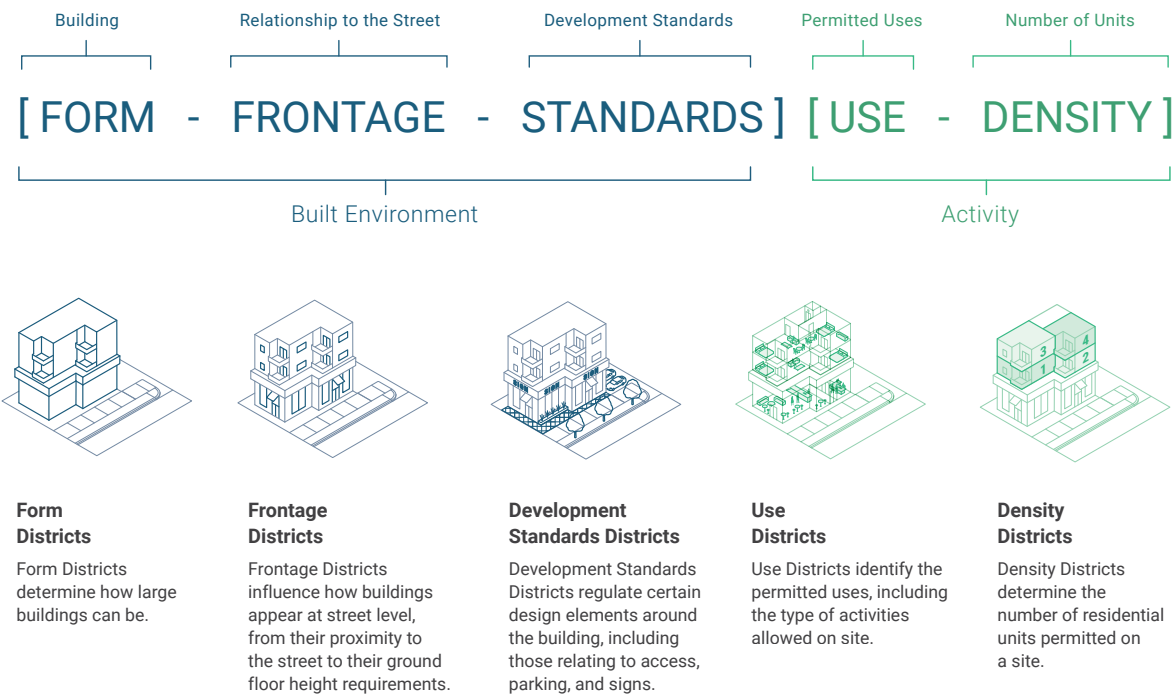 Building
Relationship to the Street
Development Standards
Permitted Uses
Number of Units
[ FORM - FRONTAGE - STANDARDS ] [ USE - DENSITY ]
Built Environment
Activity
SIGN
SIGN
SIGN
3
4
1
2
Form
Districts
Form Districts
determine how large
buildings can be.
Frontage
Districts
Frontage Districts
influence how buildings
appear at street level,
from their proximity to
the street to their ground
floor height requirements.
Development
Standards Districts
Development Standards
Districts regulate certain
design elements around
the building, including
those relating to access,
parking, and signs.
Use
Districts
Use Districts identify the
permitted uses, including
the type of activities
allowed on site.
Density
Districts
Density Districts
determine the
number of residential
units permitted on
a site.